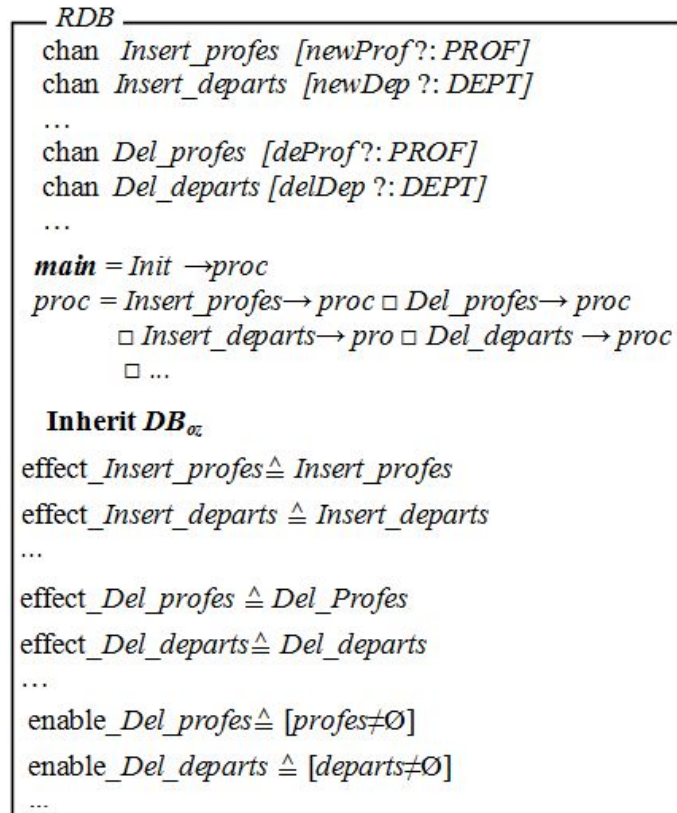 RDB
chan Insert_profes [newProf?: PROF]
chan Insert_departs [newDep ?: DEPT]
...
chan Del_profes [deProf?: PROF]
chan Del_departs [delDep ?: DEPT]
...
main = Init →proc
proc = Insert_profes→ proc □ Del_profes→ proc
□ Insert_departs→ pro □ Del_departs → proc
□ ...
Inherit DB_oz
effect_Insert_profes ≙ Insert_profes
effect_Insert_departs ≙ Insert_departs
...
effect_Del_profes ≙ Del_Profes
effect_Del_departs ≙ Del_departs
...
enable_Del_profes ≙ [profes≠Ø]
enable_Del_departs ≙ [departs≠Ø]
...